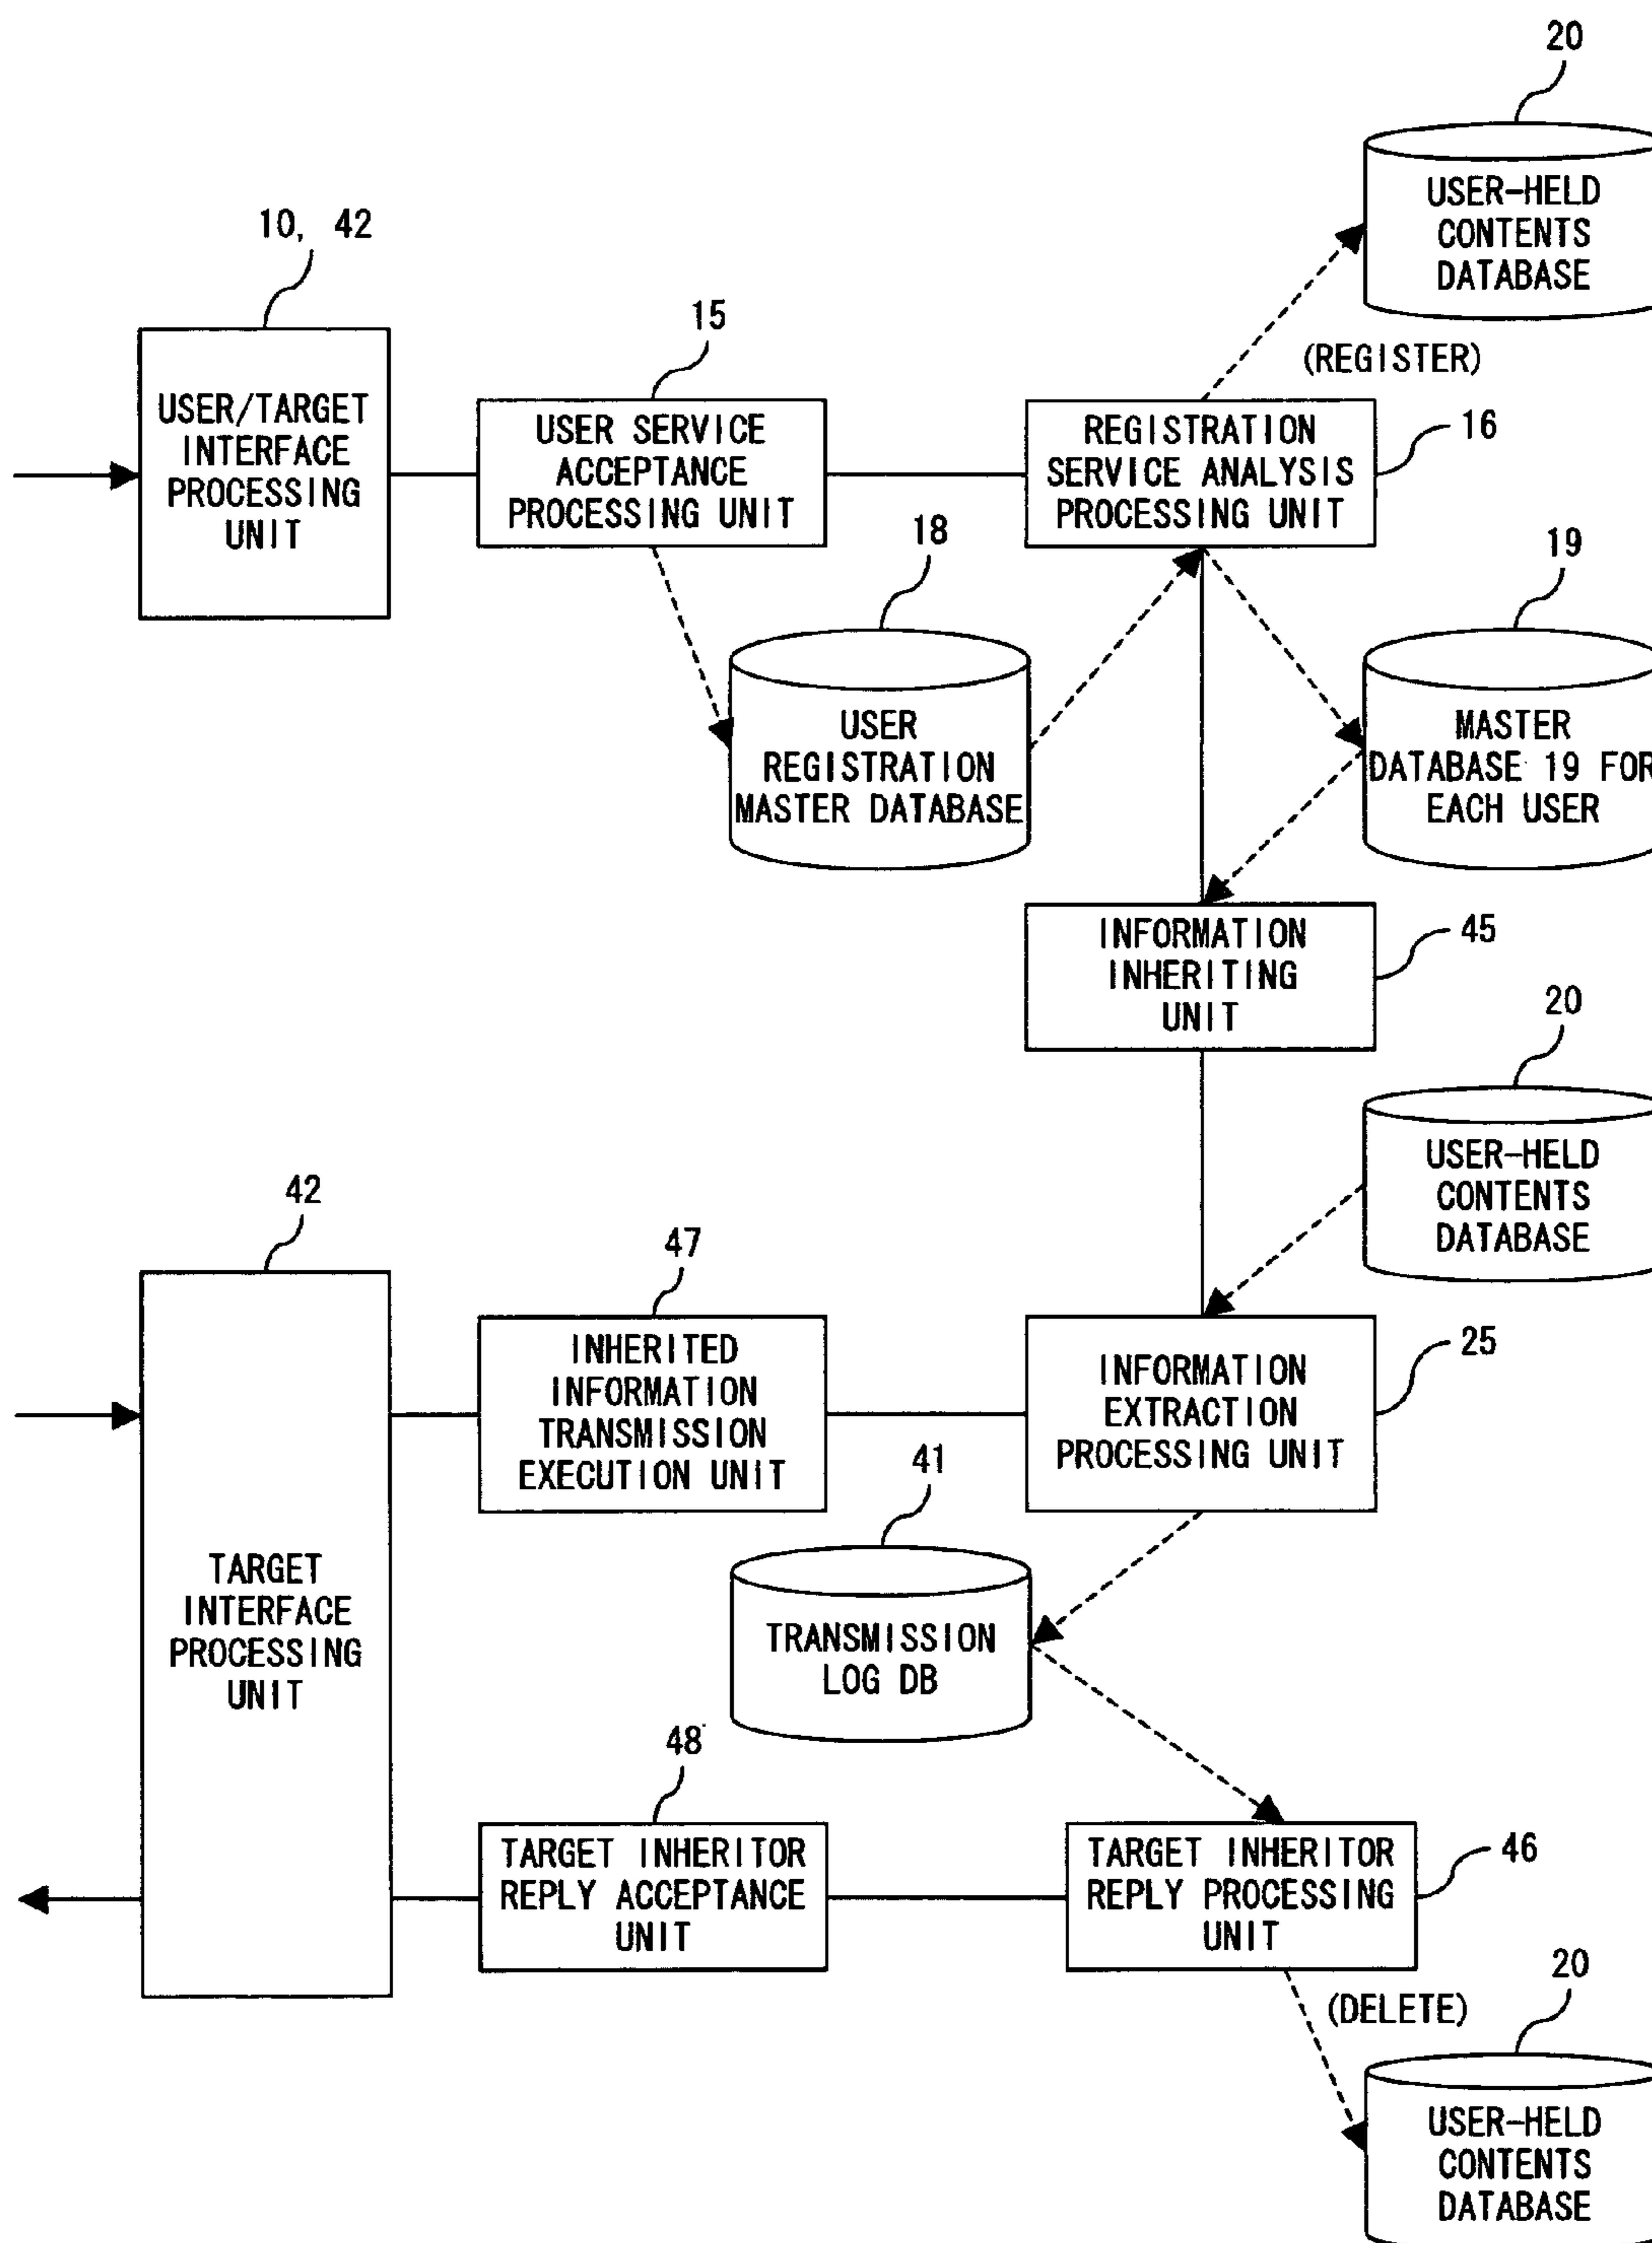 20
USER-HELD
CONTENTS
DATABASE
10, 42
USER/TARGET
INTERFACE
PROCESSING
UNIT
15
USER SERVICE
ACCEPTANCE
PROCESSING UNIT
(REGISTER)
REGISTRATION
SERVICE ANALYSIS
PROCESSING UNIT
16
18
USER
REGISTRATION
MASTER DATABASE
19
MASTER
DATABASE 19 FOR
EACH USER
INFORMATION
INHERITING
UNIT
45
20
USER-HELD
CONTENTS
DATABASE
42
TARGET
INTERFACE
PROCESSING
UNIT
47
INHERITED
INFORMATION
TRANSMISSION
EXECUTION UNIT
INFORMATION
EXTRACTION
PROCESSING UNIT
25
41
TRANSMISSION
LOG DB
48
TARGET INHERITOR
REPLY ACCEPTANCE
UNIT
TARGET INHERITOR
REPLY PROCESSING
UNIT
46
(DELETE)
20
USER-HELD
CONTENTS
DATABASE